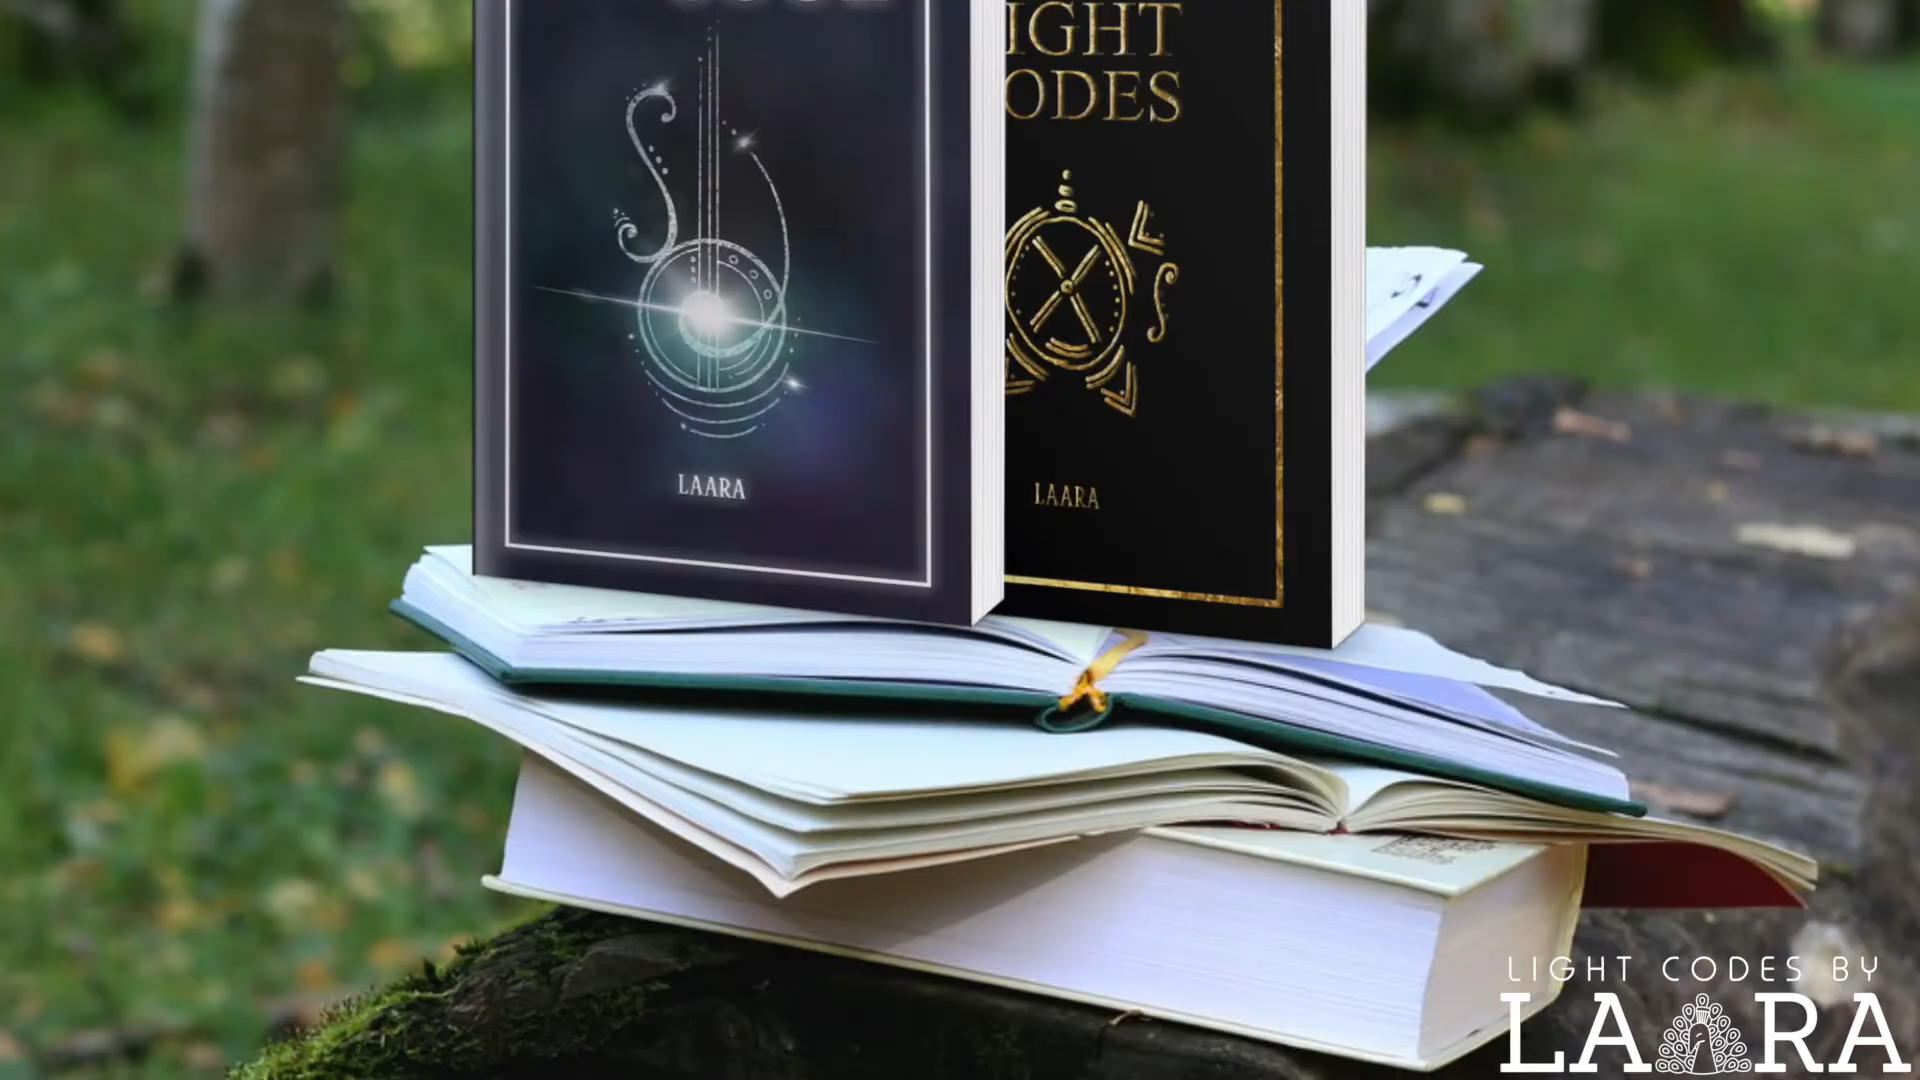 IGHT
ODES
LAARA
LAARA
LIGHT CODES BY
LAARA